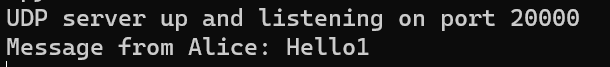 UDP server up and listening on port 20000
Message from Alice: Hello1